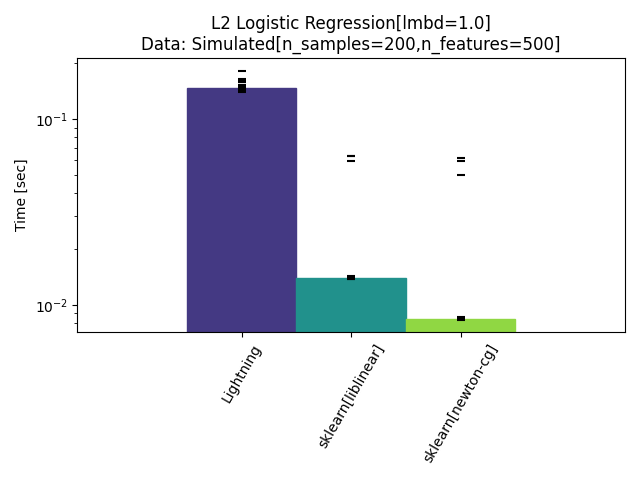 L2 Logistic Regression[lmbd=1.0]
Data: Simulated[n_samples=200,n_features=500]
Time [sec]
10⁻¹
10⁻²
Lightning
sklearn[liblinear]
sklearn[newton-cg]